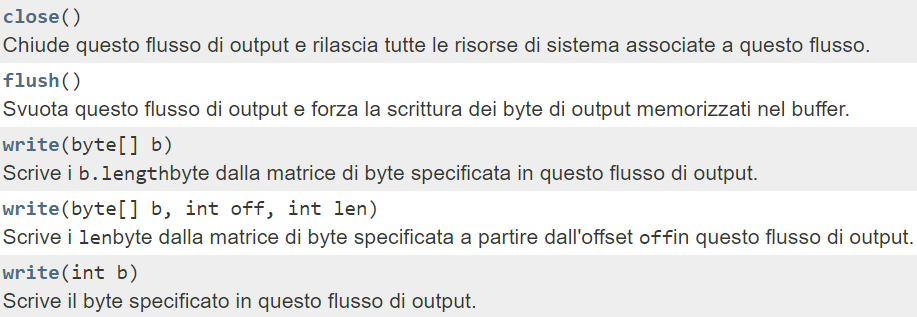 close()
Chiude questo flusso di output e rilascia tutte le risorse di sistema associate a questo flusso.
flush()
Svuota questo flusso di output e forza la scrittura dei byte di output memorizzati nel buffer.
write(byte[] b)
Scrive i b.lengthbyte dalla matrice di byte specificata in questo flusso di output.
write(byte[] b, int off, int len)
Scrive i lenbyte dalla matrice di byte specificata a partire dall'offset offin questo flusso di output.
write(int b)
Scrive il byte specificato in questo flusso di output.